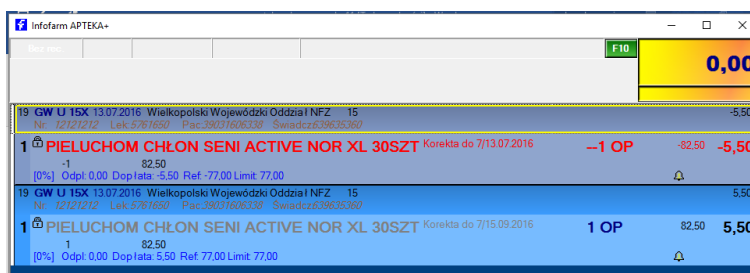 Infofarm APTEKA+
Bez rec.
F10
0,00
19 GW U 15X 13.07.2016 Wielkopolski Wojewódzki Oddział NFZ 15 -5,50
Nr: 12121212 Lek:5761650 Pac:39031606338 Świadcz:639635360
1 PIELUCHOM CHŁON SENI ACTIVE NOR XL 30SZT Korekta do 7/13.07.2016 --1 OP -82,50 -5,50
-1 82,50
[0%] Odpł: 0,00 Dopłata: -5,50 Ref: -77,00 Limit: 77,00
19 GW U 15X 13.07.2016 Wielkopolski Wojewódzki Oddział NFZ 15 5,50
Nr: 12121212 Lek:5761650 Pac:39031606338 Świadcz:639635360
1 PIELUCHOM CHŁON SENI ACTIVE NOR XL 30SZT Korekta do 7/15.09.2016 1 OP 82,50 5,50
1 82,50
[0%] Odpł: 0,00 Dopłata: 5,50 Ref: 77,00 Limit: 77,00